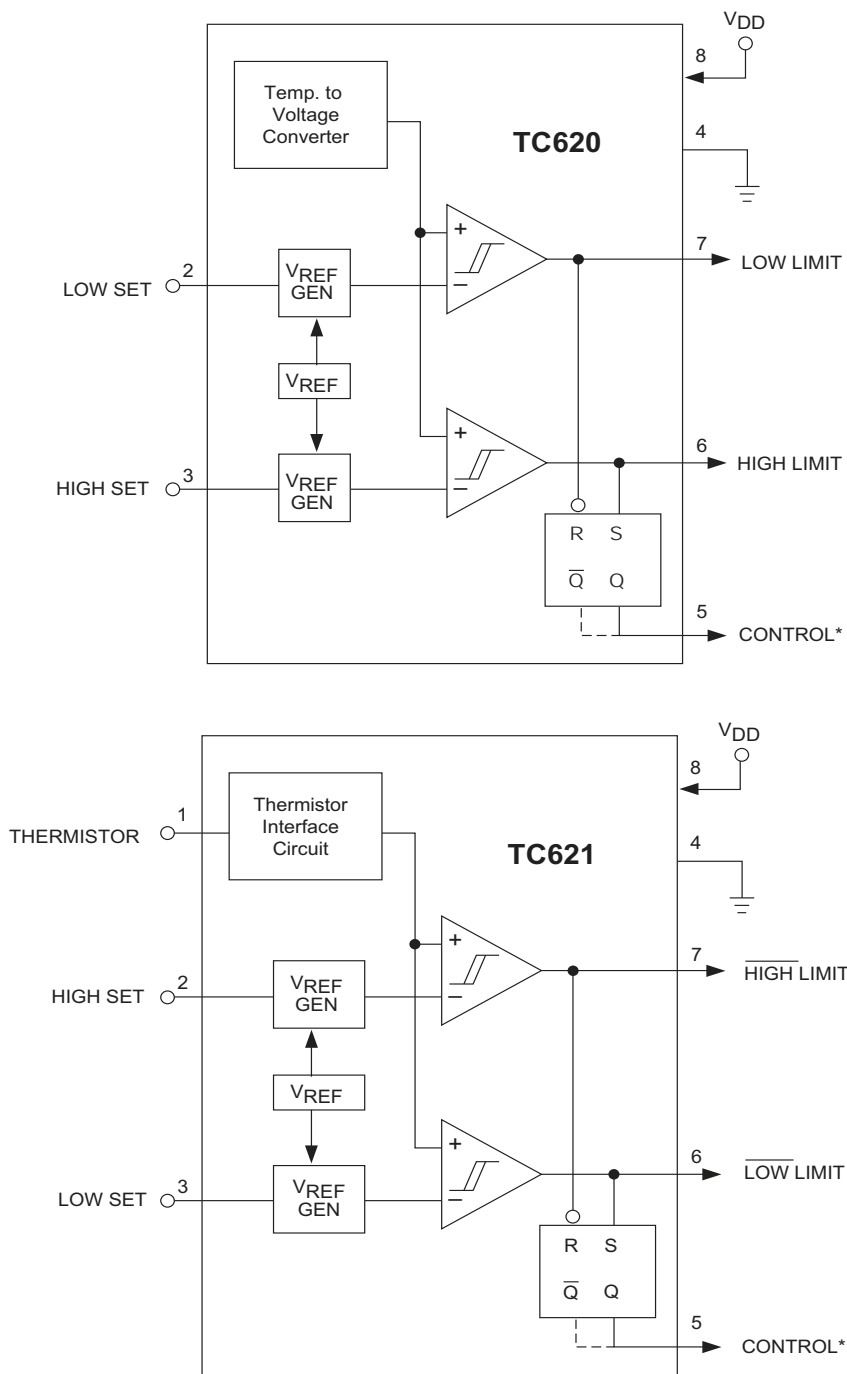 VDD
8
Temp. to
Voltage
Converter
TC620
4
+
7
LOW LIMIT
2
LOW SET
VREF
GEN
−
VREF
+
6
HIGH LIMIT
3
HIGH SET
VREF
GEN
−
R S
Q̅ Q
5
CONTROL*
VDD
8
1
THERMISTOR
Thermistor
Interface
Circuit
TC621
4
+
7
H̅I̅G̅H̅ LIMIT
2
HIGH SET
VREF
GEN
−
VREF
+
6
L̅O̅W̅ LIMIT
3
LOW SET
VREF
GEN
−
R S
Q̅ Q
5
CONTROL*